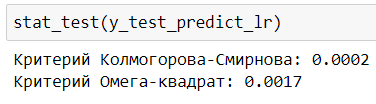 stat_test(y_test_predict_lr)
Критерий Колмогорова-Смирнова: 0.0002
Критерий Омега-квадрат: 0.0017